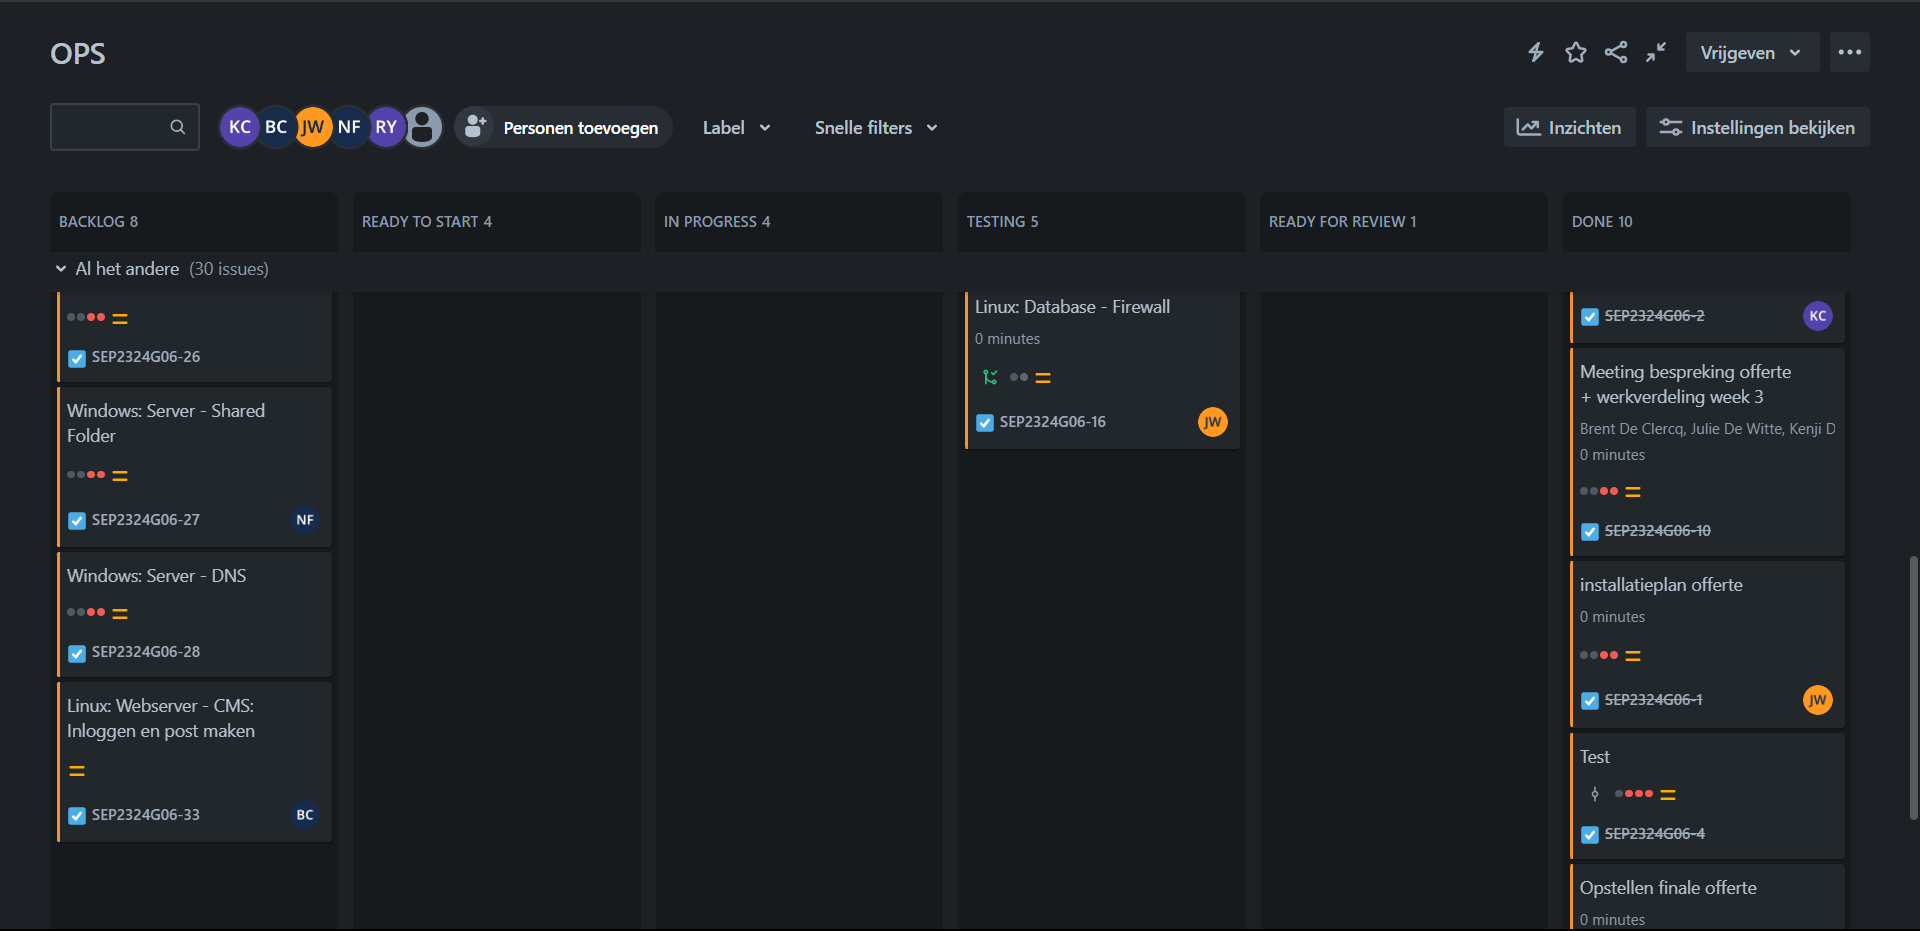 OPS
Vrijgeven
KC BC JW NF RY
Personen toevoegen
Label
Snelle filters
Inzichten
Instellingen bekijken
BACKLOG 8
READY TO START 4
IN PROGRESS 4
TESTING 5
READY FOR REVIEW 1
DONE 10
Al het andere (30 issues)
SEP2324G06-26
Windows: Server - Shared
Folder
SEP2324G06-27
NF
Windows: Server - DNS
SEP2324G06-28
Linux: Webserver - CMS:
Inloggen en post maken
SEP2324G06-33
BC
Linux: Database - Firewall
0 minutes
SEP2324G06-16
JW
SEP2324G06-2
KC
Meeting bespreking offerte
+ werkverdeling week 3
Brent De Clercq, Julie De Witte, Kenji D
0 minutes
SEP2324G06-10
installatieplan offerte
0 minutes
SEP2324G06-1
JW
Test
SEP2324G06-4
Opstellen finale offerte
0 minutes